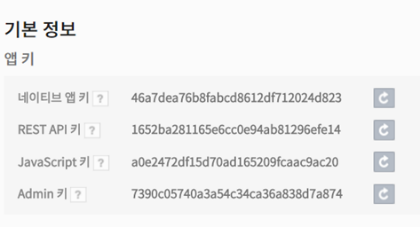 기본 정보
앱 키
네이티브 앱 키 ? 46a7dea76b8fabcd8612df712024d823
REST API 키 ? 1652ba281165e6cc0e94ab81296efe14
JavaScript 키 ? a0e2472df15d70ad165209fcaac9ac20
Admin 키 ? 7390c05740a3a54c34ca36a838d7a874